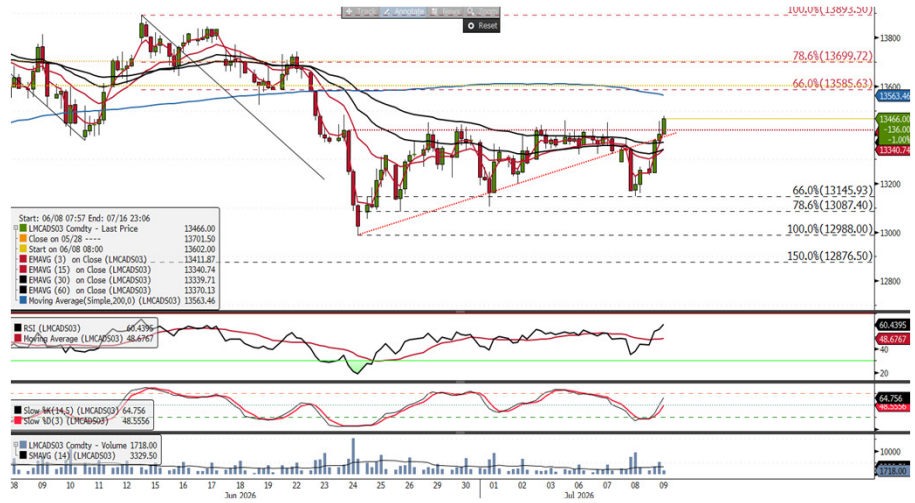 Track Annotate News Zoom
Reset
100.0%(13893.50)
13800
78.6%(13699.72)
66.0%(13585.63)
13600
13563.46
13466.00
-136.00
-1.00%
13340.74
13200
66.0%(13145.93)
78.6%(13087.40)
13000
100.0%(12988.00)
150.0%(12876.50)
12800
Start: 06/08 07:57 End: 07/16 23:06
LMCADS03 Comdty - Last Price 13466.00
Close on 05/28 ---- 13701.50
Start on 06/08 08:00 13602.00
EMAVG (3) on Close (LMCADS03) 13411.87
EMAVG (15) on Close (LMCADS03) 13340.74
EMAVG (30) on Close (LMCADS03) 13339.71
EMAVG (60) on Close (LMCADS03) 13370.13
Moving Average(Simple,200,0) (LMCADS03) 13563.46
RSI (LMCADS03) 60.4395
Moving Average (LMCADS03) 48.6767
60.4395
48.6767
40
20
Slow %K(14,5) (LMCADS03) 64.756
Slow %D(3) (LMCADS03) 48.5556
64.756
48.5556
LMCADS03 Comdty - Volume 1718.00
SMAVG (14) (LMCADS03) 3329.50
10000
1718.00
08 09 10 11 12 15 16 17 18 19 22 23 24 25 26 29 30 01 02 03 06 07 08 09
Jun 2026 Jul 2026